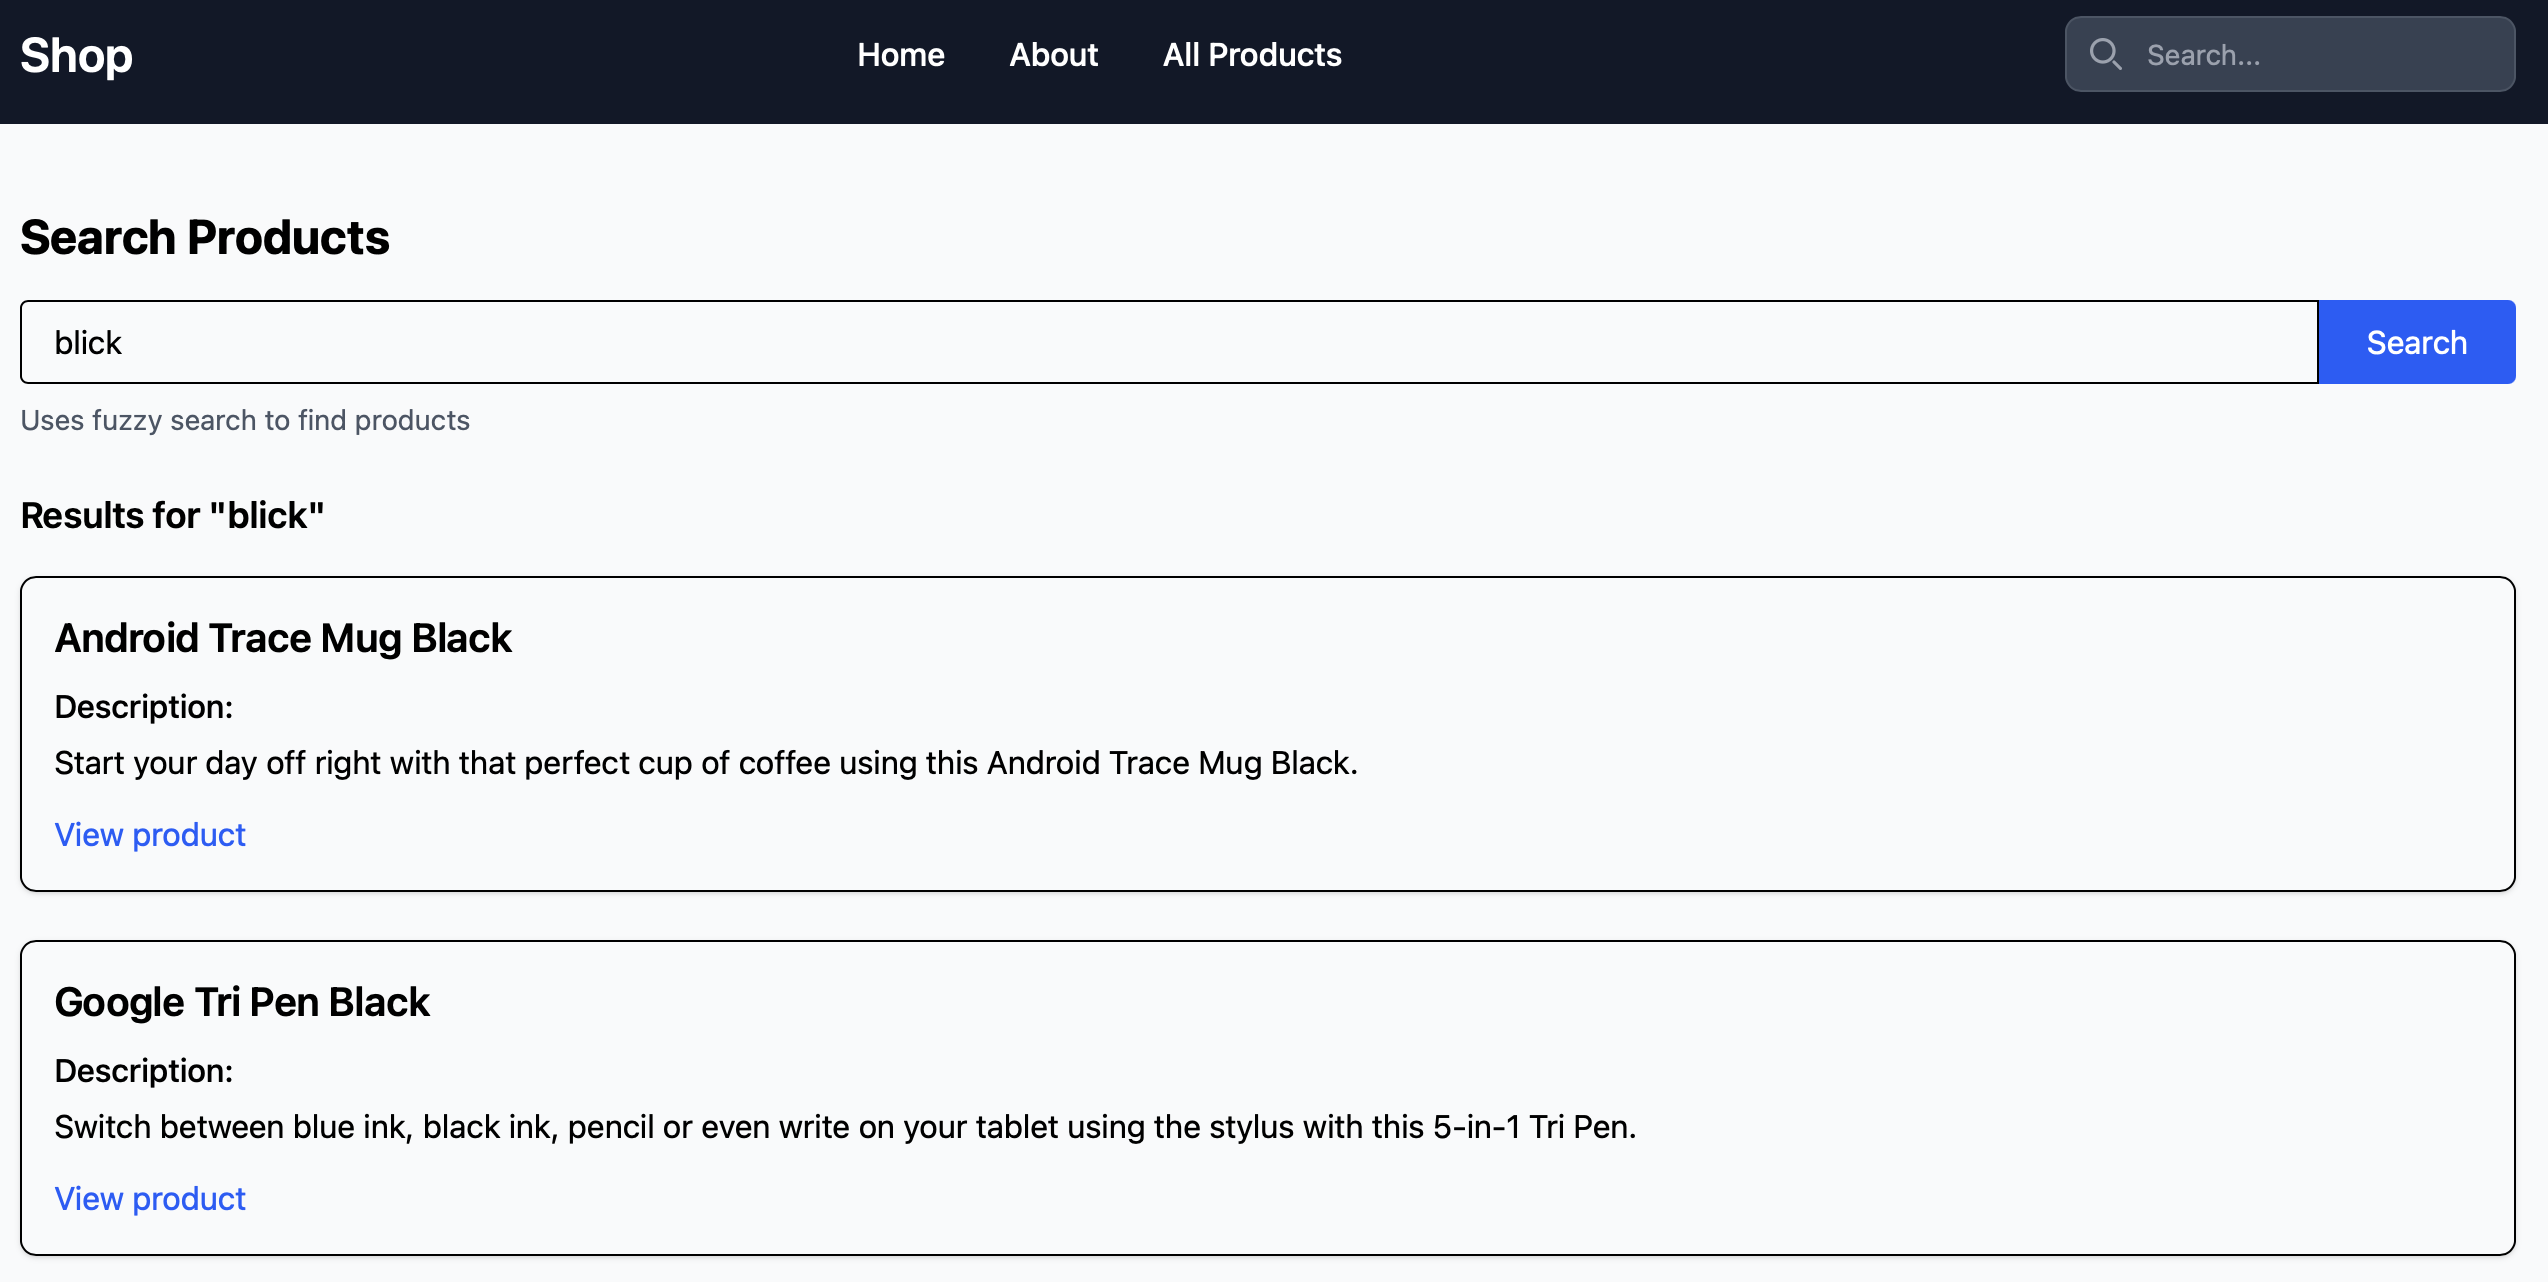 Shop
Home
About
All Products
Search...
Search Products
blick
Search
Uses fuzzy search to find products
Results for "blick"
Android Trace Mug Black
Description:
Start your day off right with that perfect cup of coffee using this Android Trace Mug Black.
View product
Google Tri Pen Black
Description:
Switch between blue ink, black ink, pencil or even write on your tablet using the stylus with this 5-in-1 Tri Pen.
View product